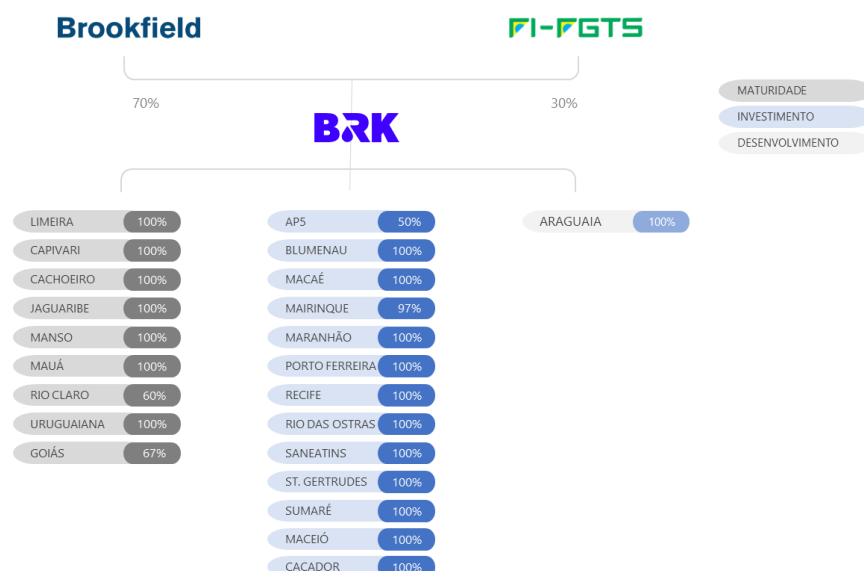 Brookfield
FI-FGTS
70%
30%
BRK
MATURIDADE
INVESTIMENTO
DESENVOLVIMENTO
LIMEIRA 100%
CAPIVARI 100%
CACHOEIRO 100%
JAGUARIBE 100%
MANSO 100%
MAUÁ 100%
RIO CLARO 60%
URUGUAIANA 100%
GOIÁS 67%
AP5 50%
BLUMENAU 100%
MACAÉ 100%
MAIRINQUE 97%
MARANHÃO 100%
PORTO FERREIRA 100%
RECIFE 100%
RIO DAS OSTRAS 100%
SANEATINS 100%
ST. GERTRUDES 100%
SUMARÉ 100%
MACEIÓ 100%
CAÇADOR 100%
ARAGUAIA 100%